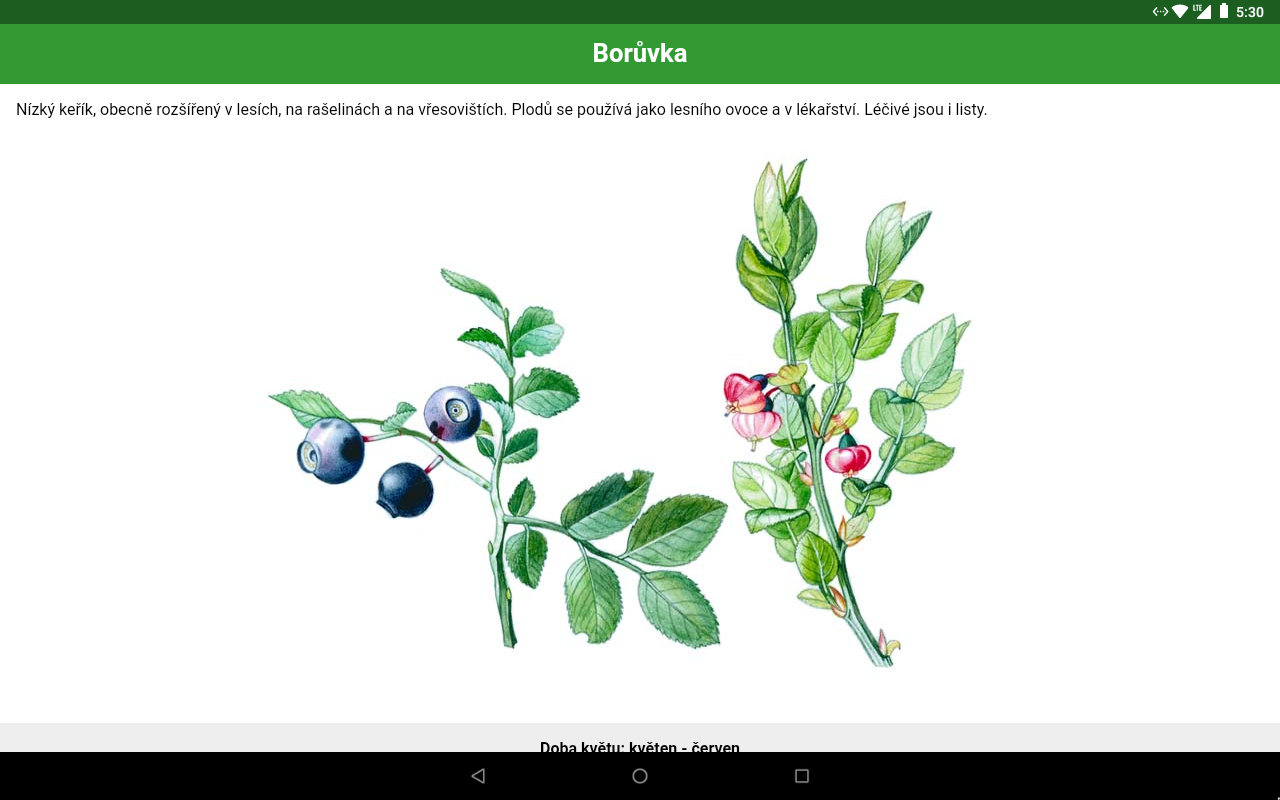 LTE 5:30
Borůvka
Nízký keřík, obecně rozšířený v lesích, na rašelinách a na vřesovištích. Plodů se používá jako lesního ovoce a v lékařství. Léčivé jsou i listy.
Doba květu: květen - červen